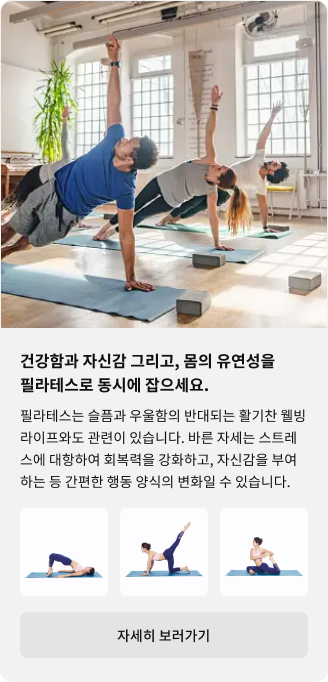 건강함과 자신감 그리고, 몸의 유연성을
필라테스로 동시에 잡으세요.
필라테스는 슬픔과 우울함의 반대되는 활기찬 웰빙
라이프와도 관련이 있습니다. 바른 자세는 스트레
스에 대항하여 회복력을 강화하고, 자신감을 부여
하는 등 간편한 행동 양식의 변화일 수 있습니다.
자세히 보러가기